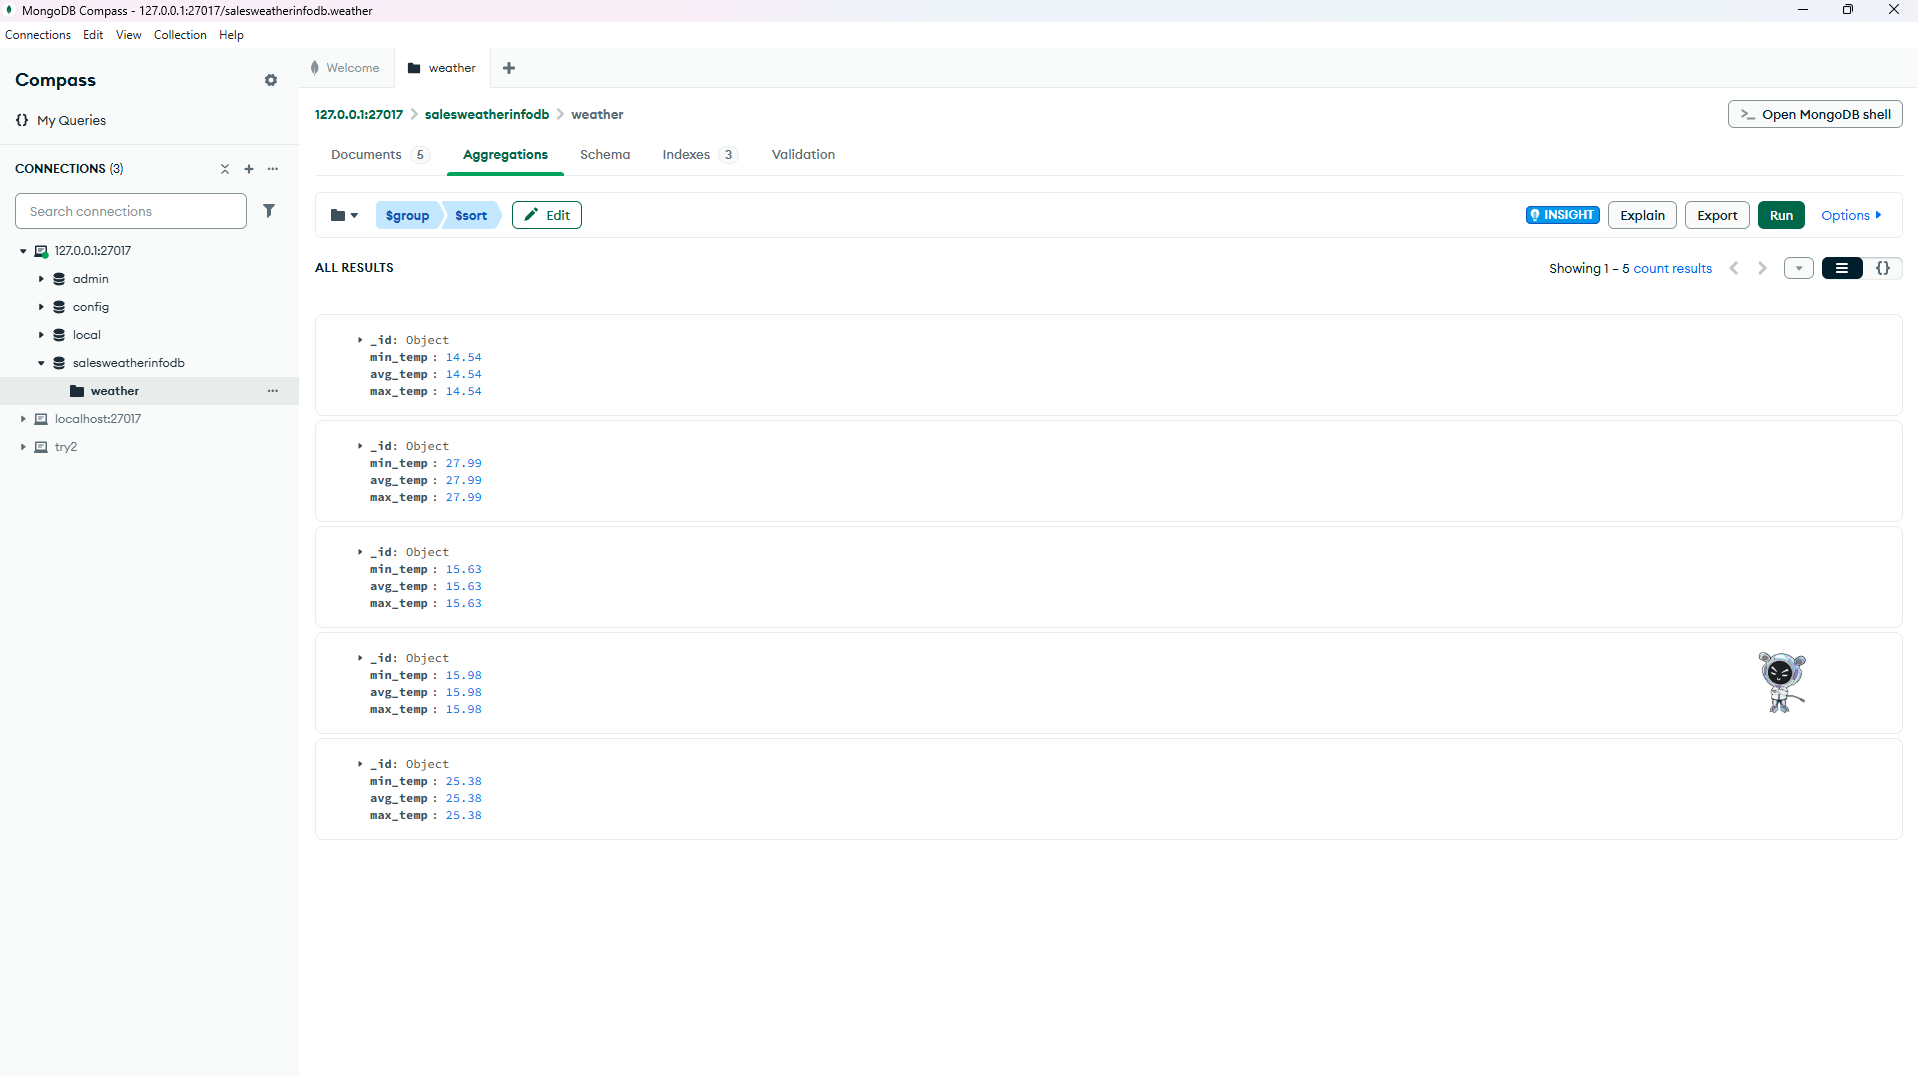 MongoDB Compass - 127.0.0.1:27017/salesweatherinfodb.weather
Connections Edit View Collection Help
Compass
{} My Queries
CONNECTIONS (3)
Search connections
127.0.0.1:27017
admin
config
local
salesweatherinfodb
weather
localhost:27017
try2
Welcome
weather
127.0.0.1:27017 > salesweatherinfodb > weather
>_ Open MongoDB shell
Documents 5 Aggregations Schema Indexes 3 Validation
$group $sort Edit
INSIGHT Explain Export Run Options
ALL RESULTS
Showing 1 – 5 count results
{}
_id: Object
min_temp : 14.54
avg_temp : 14.54
max_temp : 14.54
_id: Object
min_temp : 27.99
avg_temp : 27.99
max_temp : 27.99
_id: Object
min_temp : 15.63
avg_temp : 15.63
max_temp : 15.63
_id: Object
min_temp : 15.98
avg_temp : 15.98
max_temp : 15.98
_id: Object
min_temp : 25.38
avg_temp : 25.38
max_temp : 25.38